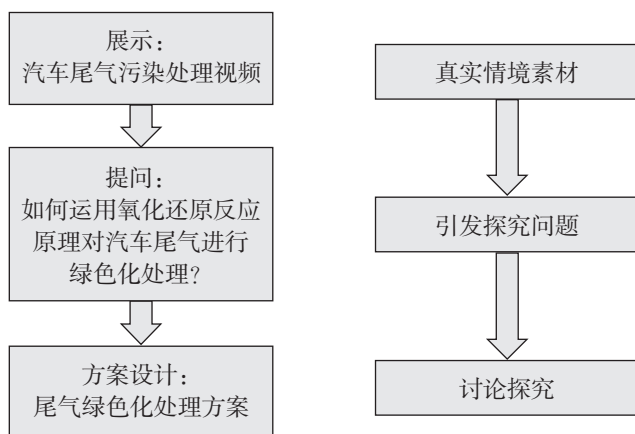 展示：
汽车尾气污染处理视频
提问：
如何运用氧化还原反应
原理对汽车尾气进行
绿色化处理？
方案设计：
尾气绿色化处理方案
真实情境素材
引发探究问题
讨论探究